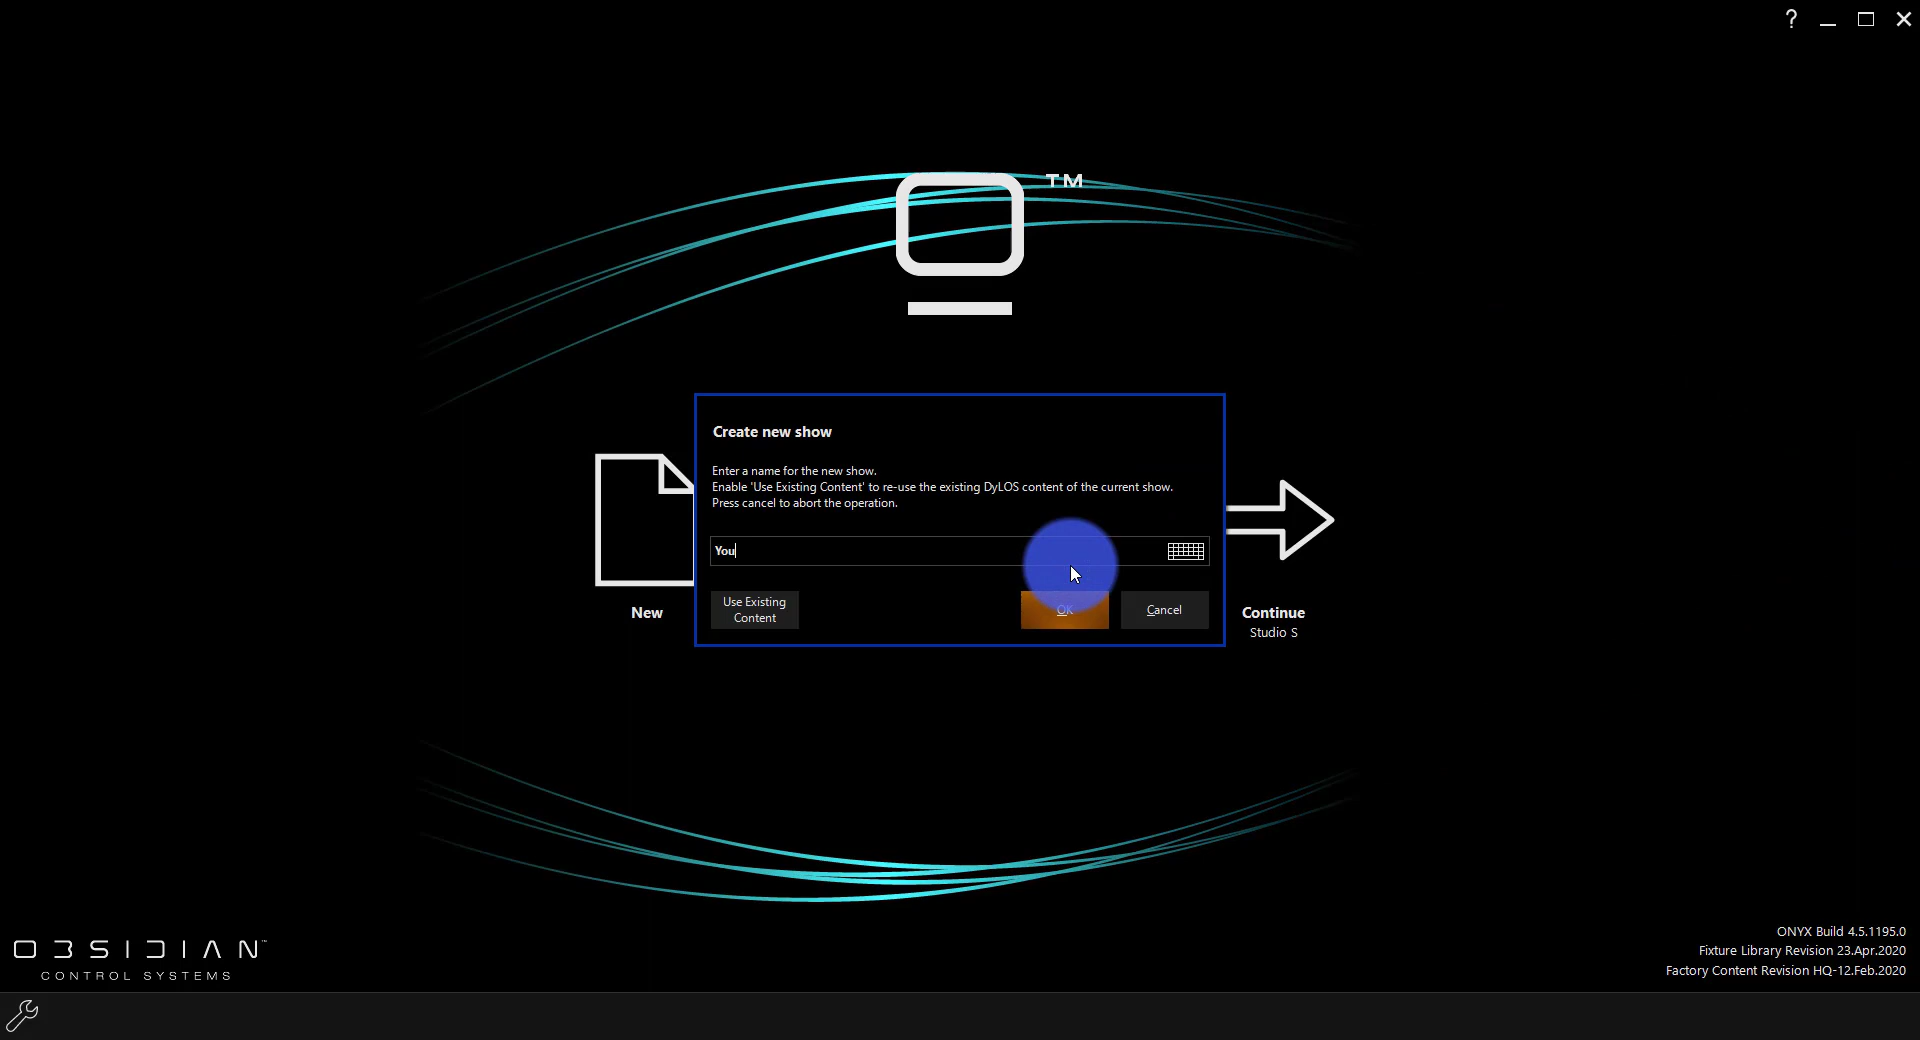 ?
TM
Create new show
Enter a name for the new show.
Enable 'Use Existing Content' to re-use the existing DyLOS content of the current show.
Press cancel to abort the operation.
You
Use Existing
Content
OK
Cancel
New
Continue
Studio S
OBSIDIAN™
CONTROL SYSTEMS
ONYX Build 4.5.1195.0
Fixture Library Revision 23.Apr.2020
Factory Content Revision HQ-12.Feb.2020